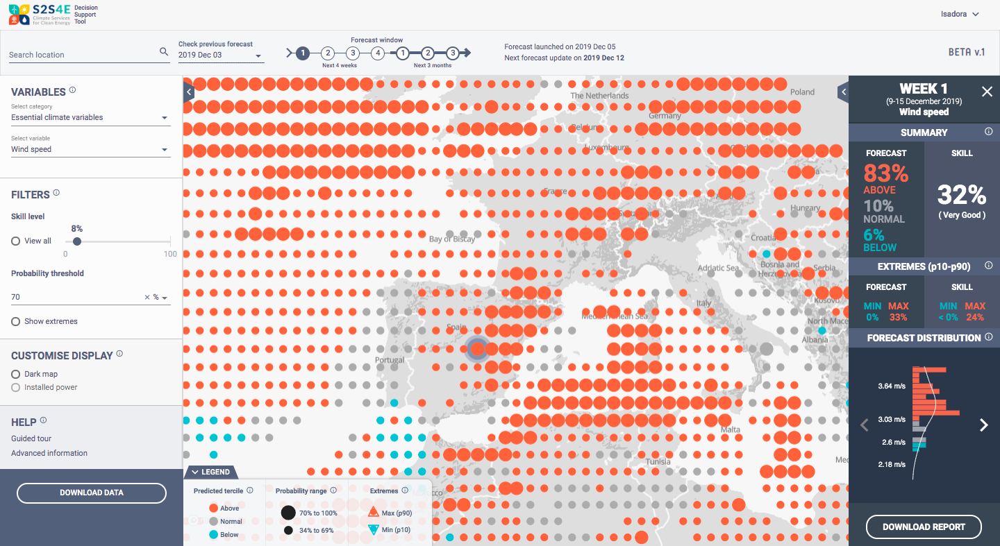 S2S4E
Climate Services
for Clean Energy
Decision
Support
Tool
Isadora
Search location
Check previous forecast
2019 Dec 03
Forecast window
1 2 3 4 1 2 3
Next 4 weeks
Next 3 months
Forecast launched on 2019 Dec 05
Next forecast update on 2019 Dec 12
BETA v.1
VARIABLES
Select category
Essential climate variables
Select variable
Wind speed
FILTERS
Skill level
8%
View all
0 100
Probability threshold
70 × %
Show extremes
CUSTOMISE DISPLAY
Dark map
Installed power
HELP
Guided tour
Advanced information
DOWNLOAD DATA
The Netherlands
Poland
Germany
Belgium
Luxembourg
France
Switzerland
Hungary
Bay of Biscay
Croatia
Bosnia and
Herzegovina
Serbia
Adriatic Sea
Italy
Kosovo
Mediterranean Sea
North Mace
Albania
Spain
Portugal
Malta
Tunisia
LEGEND
Predicted tercile
Above
Normal
Below
Probability range
70% to 100%
34% to 69%
Extremes
Max (p90)
Min (p10)
WEEK 1
(9-15 December 2019)
Wind speed
SUMMARY
FORECAST
83%
ABOVE
10%
NORMAL
6%
BELOW
SKILL
32%
( Very Good )
EXTREMES (p10-p90)
FORECAST
MIN MAX
0% 33%
SKILL
MIN MAX
< 0% 24%
FORECAST DISTRIBUTION
3.64 m/s
3.03 m/s
2.6 m/s
2.18 m/s
DOWNLOAD REPORT